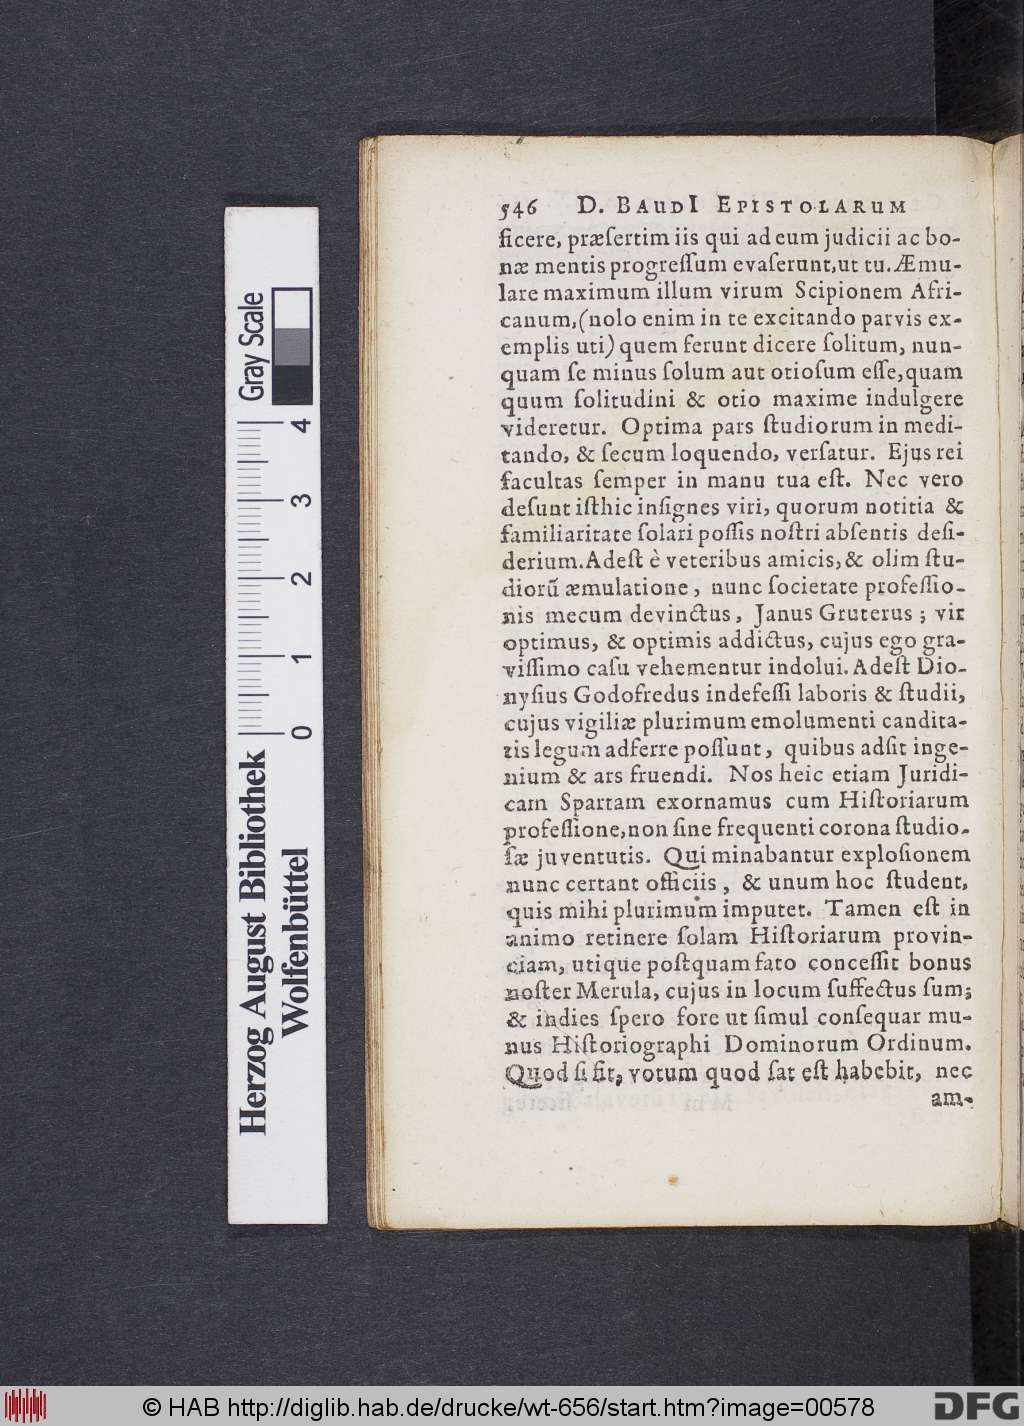 546 D. BAUDI EPISTOLARUM
ficere, præſertim iis qui ad eum judicii ac bo-
næ mentis progreſſum evaſerunt, ut tu. Æmu-
lare maximum illum virum Scipionem Afri-
canum, (nolo enim in te excitando parvis ex-
emplis uti) quem ferunt dicere ſolitum, nun-
quam ſe minus ſolum aut otioſum eſſe, quam
quum ſolitudini & otio maxime indulgere
videretur. Optima pars ſtudiorum in medi-
tando, & ſecum loquendo, verſatur. Ejus rei
facultas ſemper in manu tua eſt. Nec vero
deſunt iſthic inſignes viri, quorum notitia &
familiaritate ſolari poſſis noſtri abſentis deſi-
derium. Adeſt è veteribus amicis, & olim ſtu-
diorũ æmulatione, nunc ſocietate profeſſio-
nis mecum devinctus, Janus Gruterus; vir
optimus, & optimis addictus, cujus ego gra-
viſſimo caſu vehementur indolui. Adeſt Dio-
nyſius Godofredus indefeſſi laboris & ſtudii,
cujus vigiliæ plurimum emolumenti candita-
tis legum adferre poſſunt, quibus adſit inge-
nium & ars fruendi. Nos heic etiam Juridi-
cam Spartam exornamus cum Hiſtoriarum
profeſſione, non ſine frequenti corona ſtudio-
ſæ juventutis. Qui minabantur exploſionem
nunc certant officiis, & unum hoc ſtudent,
quis mihi plurimum imputet. Tamen eſt in
animo retinere ſolam Hiſtoriarum provin-
ciam, utique poſtquam fato conceſſit bonus
noſter Merula, cujus in locum ſuffectus ſum;
& indies ſpero fore ut ſimul conſequar mu-
nus Hiſtoriographi Dominorum Ordinum.
Quod ſi fit, votum quod ſat eſt habebit, nec
am-
Herzog August Bibliothek
Wolfenbüttel
0 1 2 3 4
Gray Scale
© HAB http://diglib.hab.de/drucke/wt-656/start.htm?image=00578
DFG